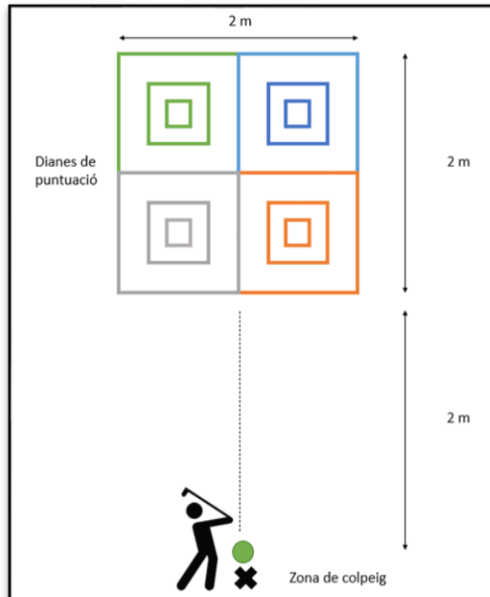 2 m
Dianes de
puntuació
2 m
2 m
Zona de colpeig